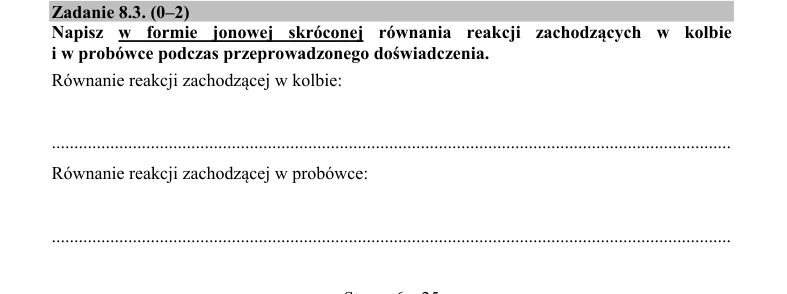 Zadanie 8.3. (0–2)
Napisz w formie jonowej skróconej równania reakcji zachodzących w kolbie
i w probówce podczas przeprowadzonego doświadczenia.
Równanie reakcji zachodzącej w kolbie:
Równanie reakcji zachodzącej w probówce: